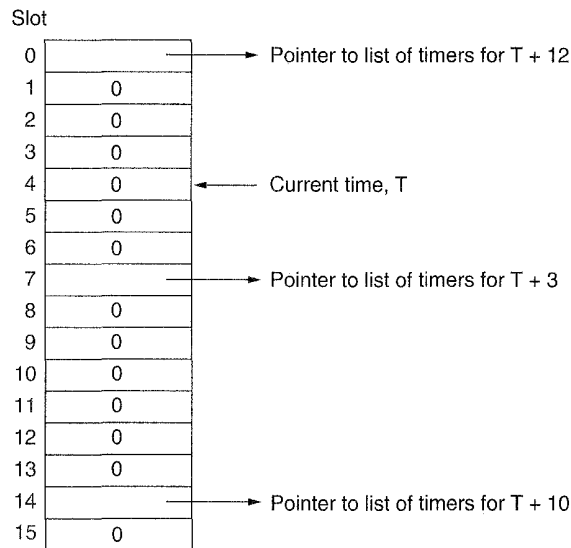 Slot
0 Pointer to list of timers for T + 12
1 0
2 0
3 0
4 0 Current time, T
5 0
6 0
7 Pointer to list of timers for T + 3
8 0
9 0
10 0
11 0
12 0
13 0
14 Pointer to list of timers for T + 10
15 0